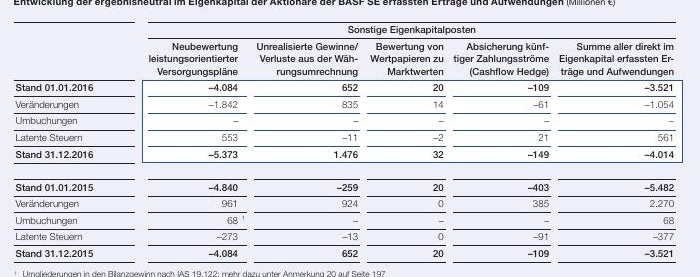 Entwicklung der ergebnisneutral im Eigenkapital der Aktionäre der BASF SE erfassten Erträge und Aufwendungen (Millionen €)
Sonstige Eigenkapitalposten
Neubewertung leistungsorientierter Versorgungspläne
Unrealisierte Gewinne/ Verluste aus der Wäh- rungsumrechnung
Bewertung von Wertpapieren zu Marktwerten
Absicherung künf- tiger Zahlungsströme (Cashflow Hedge)
Summe aller direkt im Eigenkapital erfassten Er- träge und Aufwendungen
Stand 01.01.2016 –4.084 652 20 –109 –3.521
Veränderungen –1.842 835 14 –61 –1.054
Umbuchungen – – – – –
Latente Steuern 553 –11 –2 21 561
Stand 31.12.2016 –5.373 1.476 32 –149 –4.014
Stand 01.01.2015 –4.840 –259 20 –403 –5.482
Veränderungen 961 924 0 385 2.270
Umbuchungen 68 ¹ – – – 68
Latente Steuern –273 –13 0 –91 –377
Stand 31.12.2015 –4.084 652 20 –109 –3.521
¹ Umgliederungen in den Bilanzgewinn nach IAS 19.122; mehr dazu unter Anmerkung 20 auf Seite 197